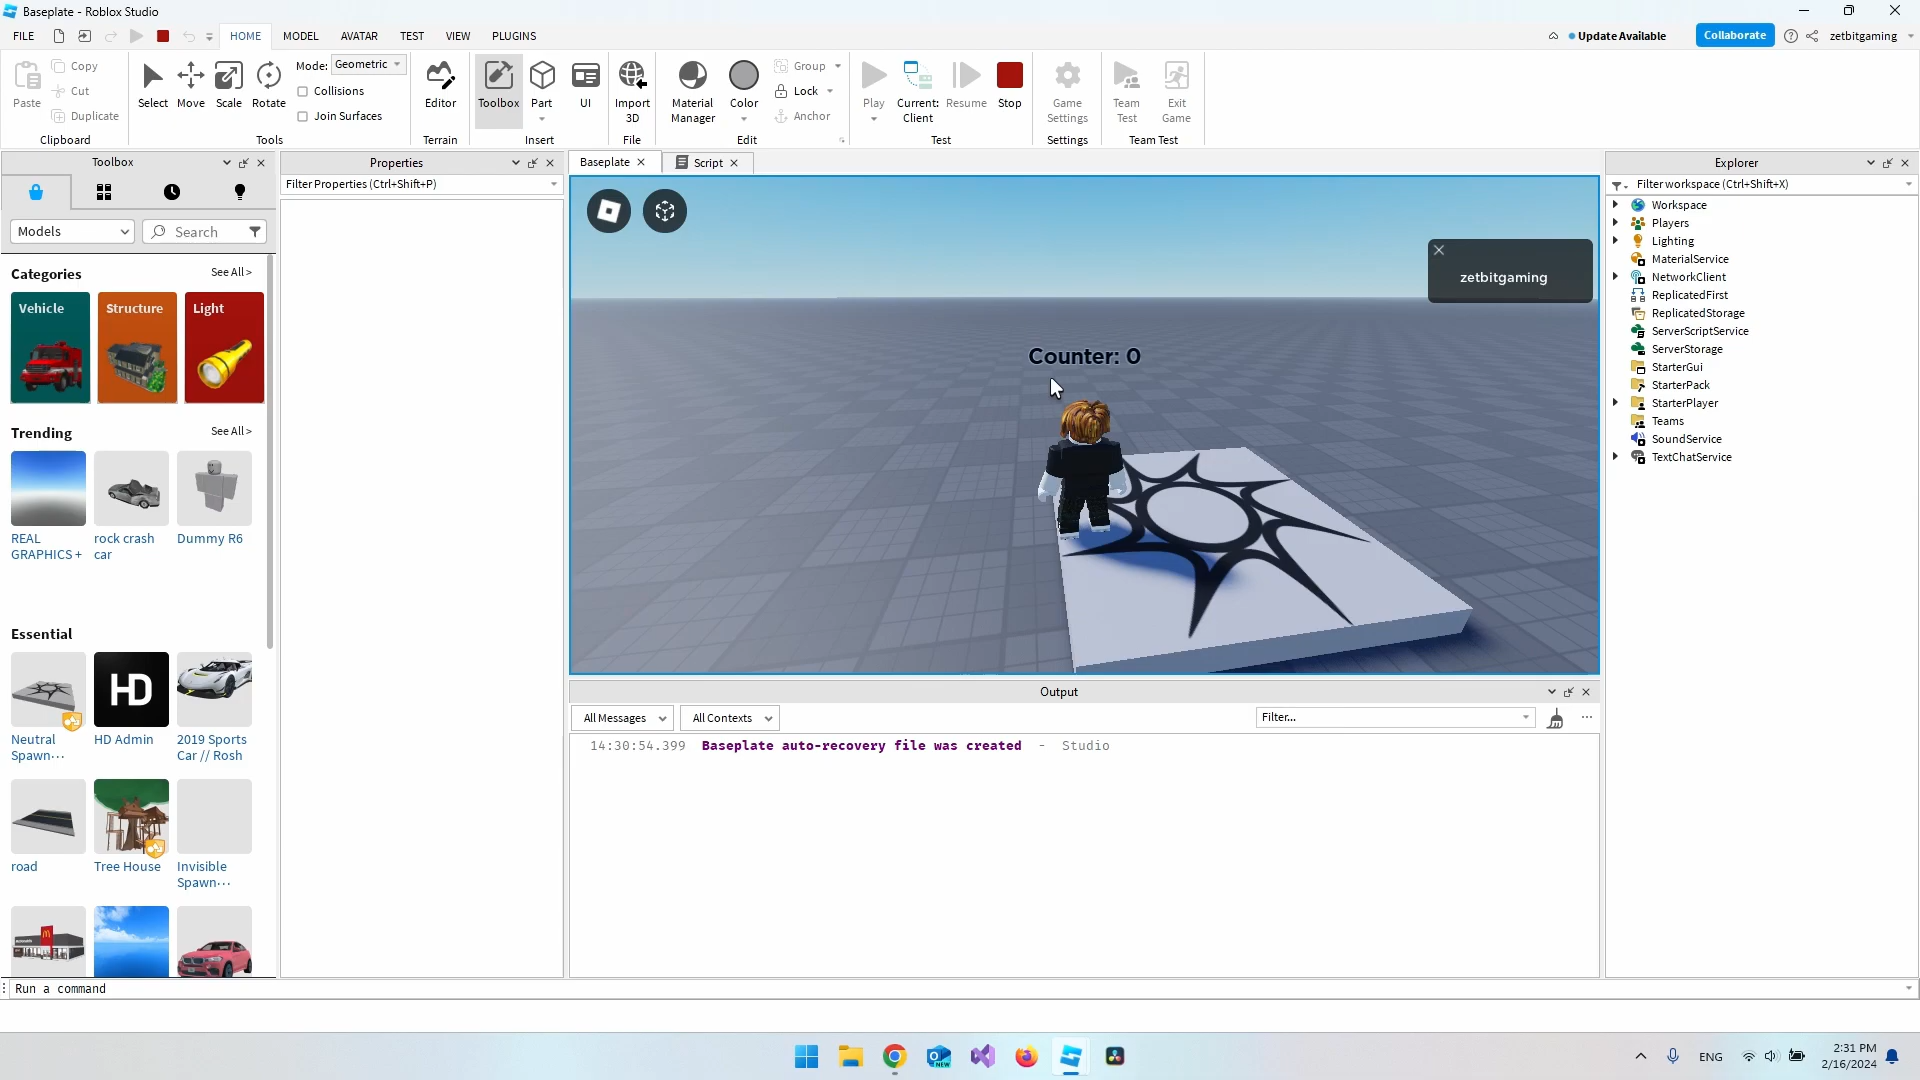 Baseplate - Roblox Studio
FILE
HOME
MODEL
AVATAR
TEST
VIEW
PLUGINS
Update Available
Collaborate
zetbitgaming
Paste
Copy
Cut
Duplicate
Clipboard
Select
Move
Scale
Rotate
Mode:
Geometric
Collisions
Join Surfaces
Tools
Editor
Terrain
Toolbox
Part
UI
Insert
Import
3D
File
Material
Manager
Color
Group
Lock
Anchor
Edit
Play
Current:
Client
Resume
Stop
Test
Game
Settings
Settings
Team
Test
Exit
Game
Team Test
Toolbox
Models
Search
Categories
See All >
Vehicle
Structure
Light
Trending
See All >
REAL
GRAPHICS +
rock crash
car
Dummy R6
Essential
HD
Neutral
Spawn...
HD Admin
2019 Sports
Car // Rosh
road
Tree House
Invisible
Spawn...
Properties
Filter Properties (Ctrl+Shift+P)
Baseplate
Script
zetbitgaming
Counter: 0
Output
All Messages
All Contexts
Filter...
14:30:54.399 Baseplate auto-recovery file was created - Studio
Explorer
Filter workspace (Ctrl+Shift+X)
Workspace
Players
Lighting
MaterialService
NetworkClient
ReplicatedFirst
ReplicatedStorage
ServerScriptService
ServerStorage
StarterGui
StarterPack
StarterPlayer
Teams
SoundService
TextChatService
Run a command
ENG
2:31 PM
2/16/2024